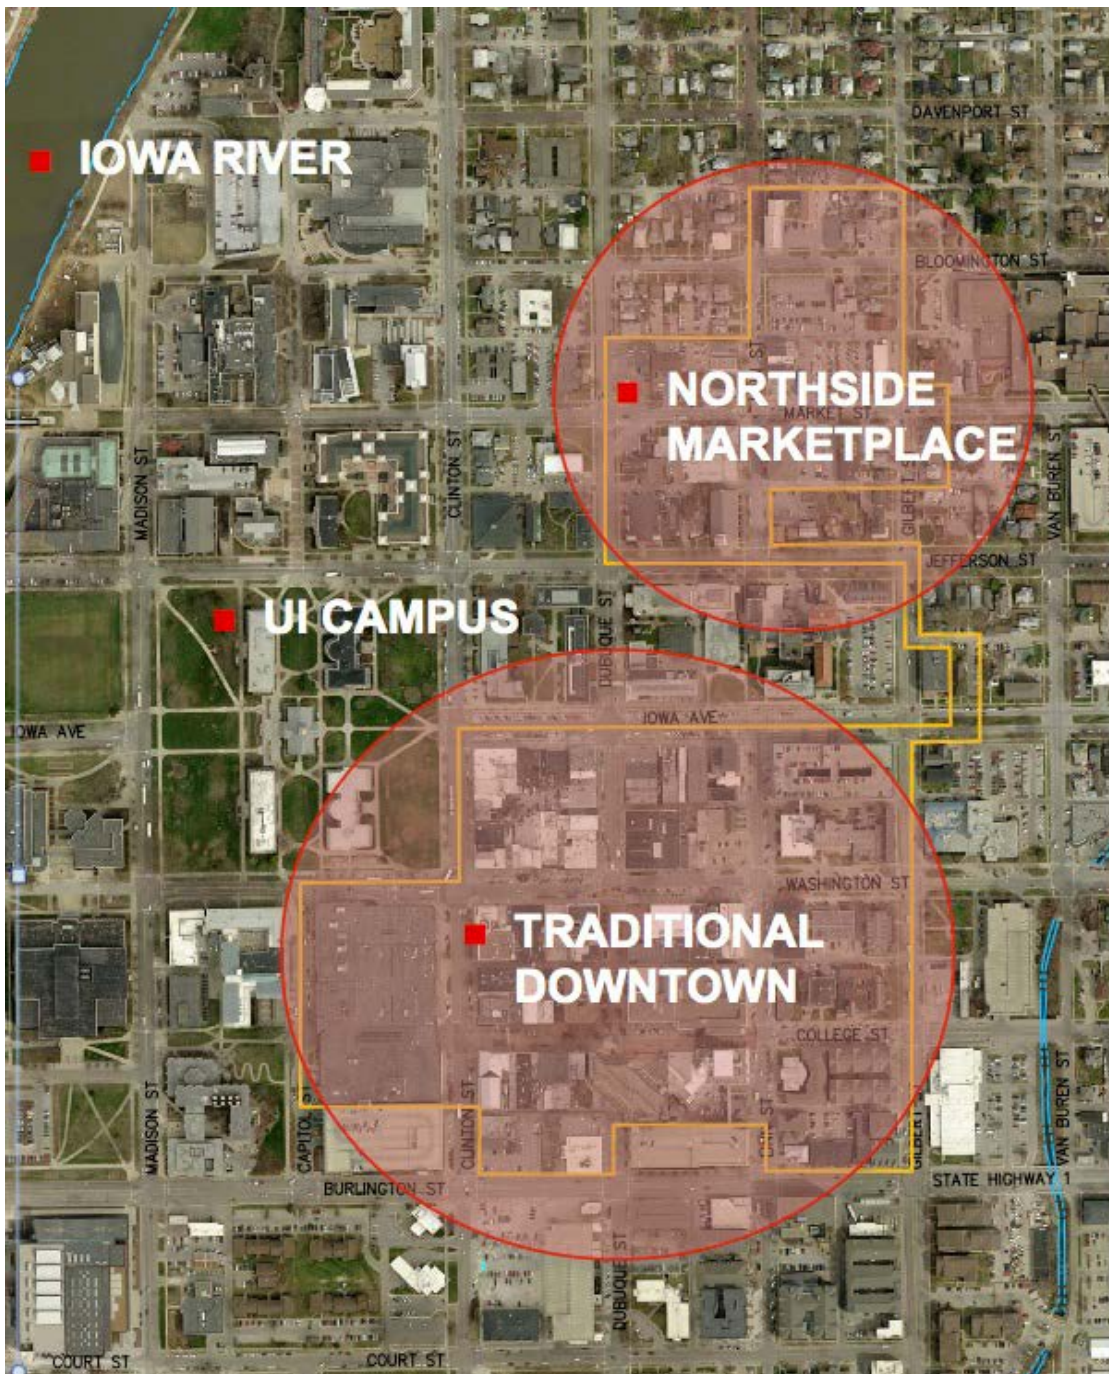 DAVENPORT ST
IOWA RIVER
BLOOMINGTON ST
ST
NORTHSIDE
MARKET ST
MARKETPLACE
MADISON ST
CLINTON ST
GILBERT S
VAN BUREN ST
JEFFERSON ST
UI CAMPUS
DUBUQUE ST
IOWA AVE
IOWA AVE
WASHINGTON ST
TRADITIONAL
DOWNTOWN
COLLEGE ST
MADISON ST
CAPITOL ST
CLINTON ST
GILBERT
VAN BUREN ST
BURLINGTON ST
STATE HIGHWAY 1
DUBUQUE ST
COURT ST
COURT ST